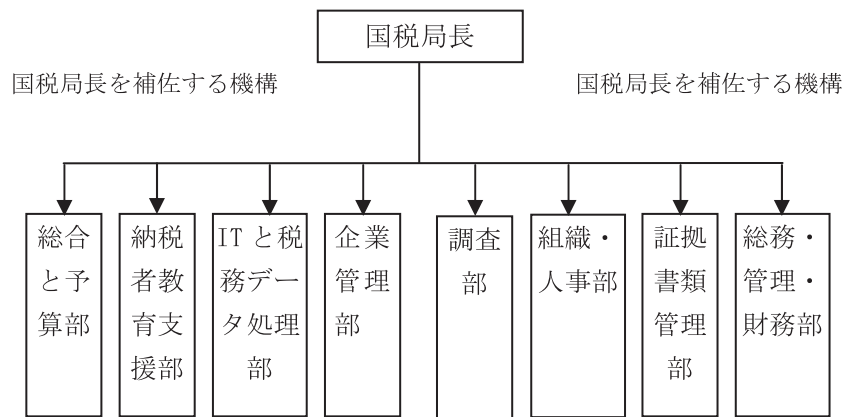 国税局長
国税局長を補佐する機構
国税局長を補佐する機構
総合
と予
算部
納税
者教
育支
援部
ITと税
務デー
タ処理
部
企業
管理
部
調査
部
組織・
人事部
証拠
書類
管理
部
総務・
管理・
財務部